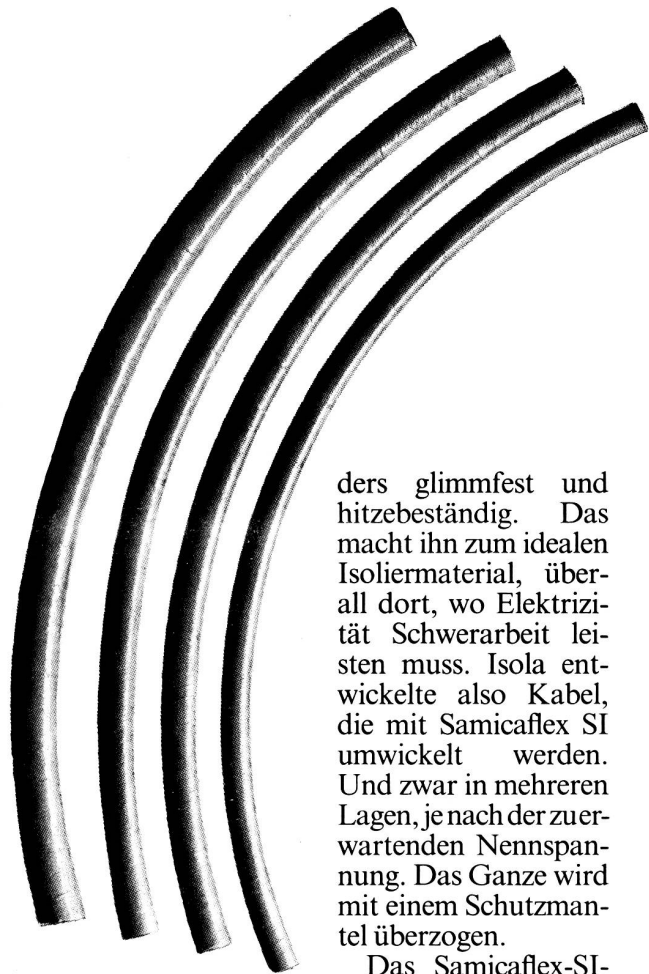 ders glimmfest und
hitzebeständig. Das
macht ihn zum idealen
Isoliermaterial, über-
all dort, wo Elektrizi-
tät Schwerarbeit lei-
sten muss. Isola ent-
wickelte also Kabel,
die mit Samicaflex SI
umwickelt werden.
Und zwar in mehreren
Lagen, je nach der zu er-
wartenden Nennspan-
nung. Das Ganze wird
mit einem Schutzman-
tel überzogen.
Das Samicaflex-SI-